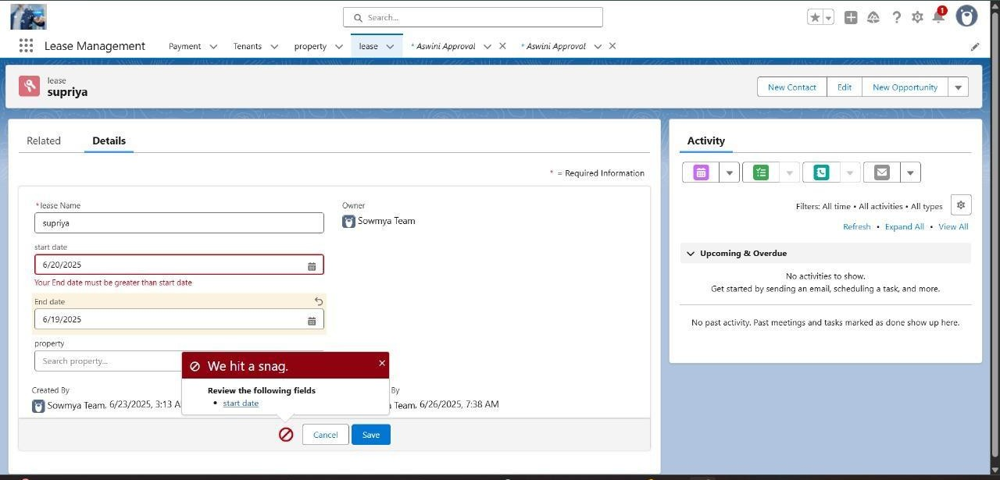 Search...
1
Lease Management Payment Tenants property lease * Aswini Approval * Aswini Approval
lease
supriya
New Contact Edit New Opportunity
Related Details
* = Required Information
*lease Name
supriya
Owner
Sowmya Team
start date
6/20/2025
Your End date must be greater than start date
End date
6/19/2025
property
Search property...
We hit a snag.
Review the following fields
• start date
Created By
Sowmya Team, 6/23/2025, 3:13 A
By
Team, 6/26/2025, 7:38 AM
Cancel Save
Activity
Filters: All time • All activities • All types
Refresh • Expand All • View All
Upcoming & Overdue
No activities to show.
Get started by sending an email, scheduling a task, and more.
No past activity. Past meetings and tasks marked as done show up here.